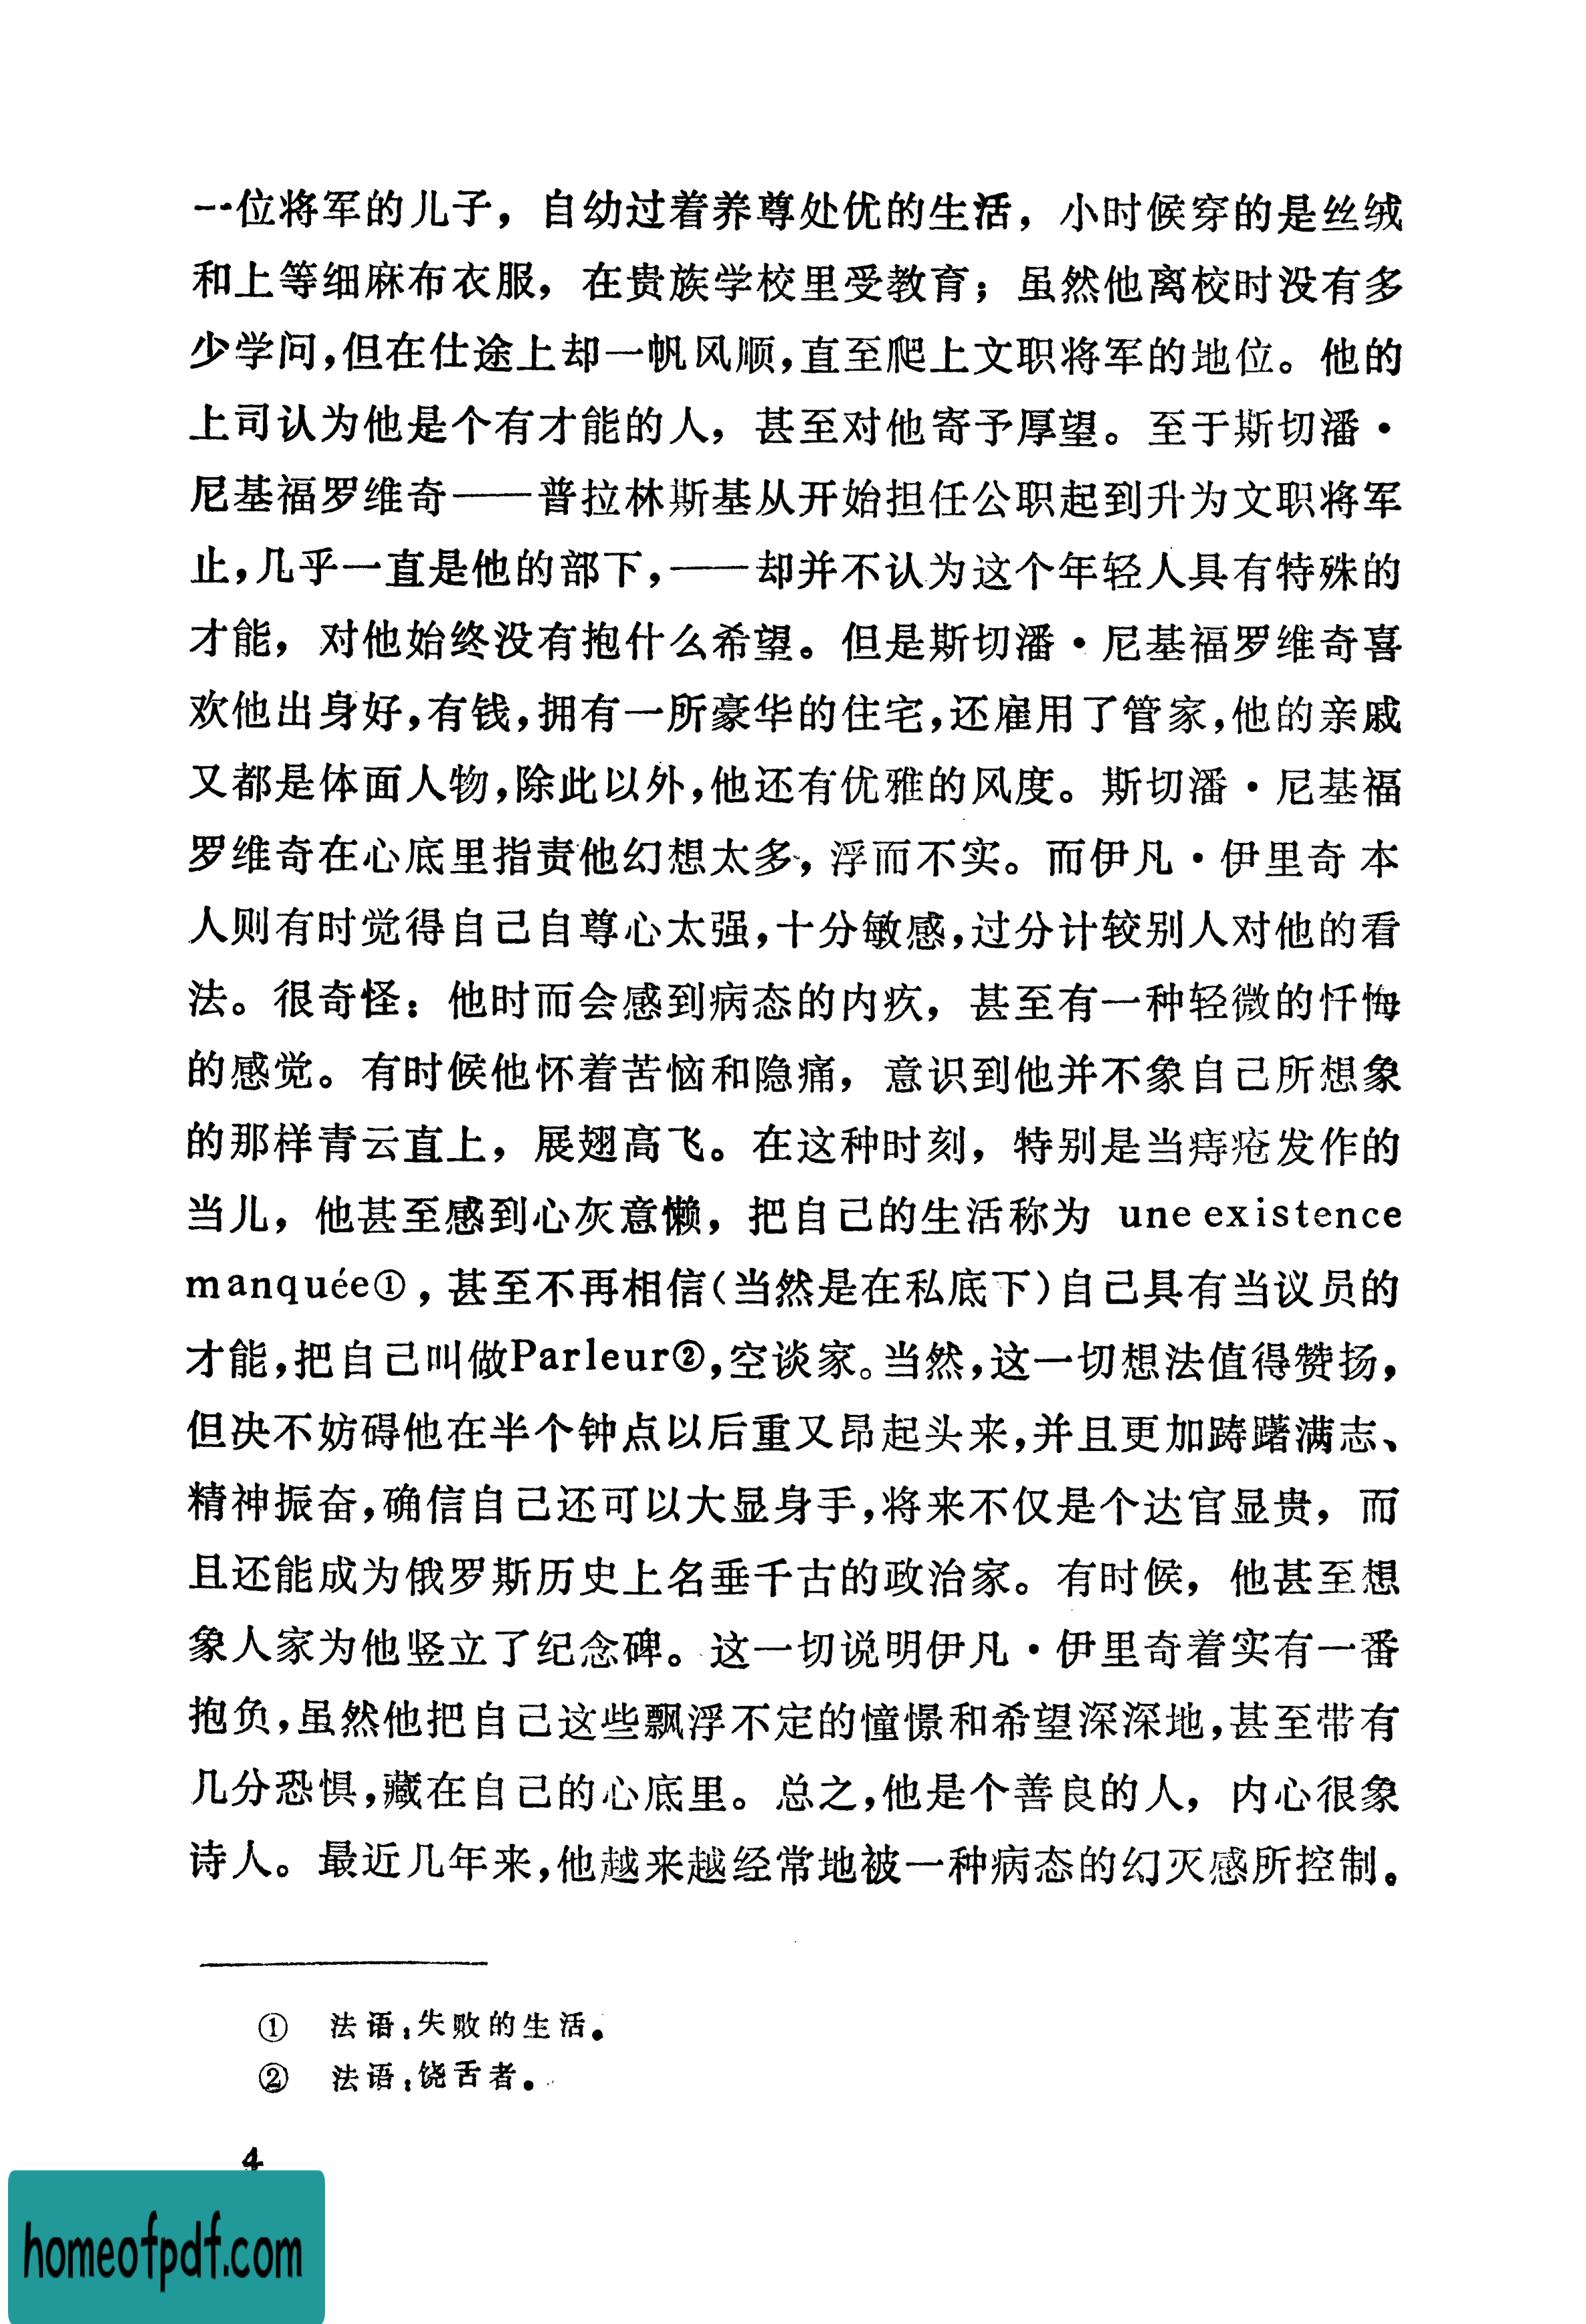 一位将军的儿子，自幼过着养尊处优的生活，小时候穿的是丝绒
和上等细麻布衣服，在贵族学校里受教育；虽然他离校时没有多
少学问，但在仕途上却一帆风顺，直至爬上文职将军的地位。他的
上司认为他是个有才能的人，甚至对他寄予厚望。至于斯切潘·
尼基福罗维奇——普拉林斯基从开始担任公职起到升为文职将军
止，几乎一直是他的部下，——却并不认为这个年轻人具有特殊的
才能，对他始终没有抱什么希望。但是斯切潘·尼基福罗维奇喜
欢他出身好，有钱，拥有一所豪华的住宅，还雇用了管家，他的亲戚
又都是体面人物，除此以外，他还有优雅的风度。斯切潘·尼基福
罗维奇在心底里指责他幻想太多，浮而不实。而伊凡·伊里奇本
人则有时觉得自己自尊心太强，十分敏感，过分计较别人对他的看
法。很奇怪：他时而会感到病态的内疚，甚至有一种轻微的忏悔
的感觉。有时候他怀着苦恼和隐痛，意识到他并不象自己所想象
的那样青云直上，展翅高飞。在这种时刻，特别是当痔疮发作的
当儿，他甚至感到心灰意懒，把自己的生活称为 une existence
manquée①，甚至不再相信（当然是在私底下）自己具有当议员的
才能，把自己叫做Parleur②，空谈家。当然，这一切想法值得赞扬，
但决不妨碍他在半个钟点以后重又昂起头来，并且更加踌躇满志、
精神振奋，确信自己还可以大显身手，将来不仅是个达官显贵，而
且还能成为俄罗斯历史上名垂千古的政治家。有时候，他甚至想
象人家为他竖立了纪念碑。这一切说明伊凡·伊里奇着实有一番
抱负，虽然他把自己这些飘浮不定的憧憬和希望深深地，甚至带有
几分恐惧，藏在自己的心底里。总之，他是个善良的人，内心很象
诗人。最近几年来，他越来越经常地被一种病态的幻灭感所控制。
① 法语：失败的生活。
② 法语：饶舌者。
4
homeofpdf.com